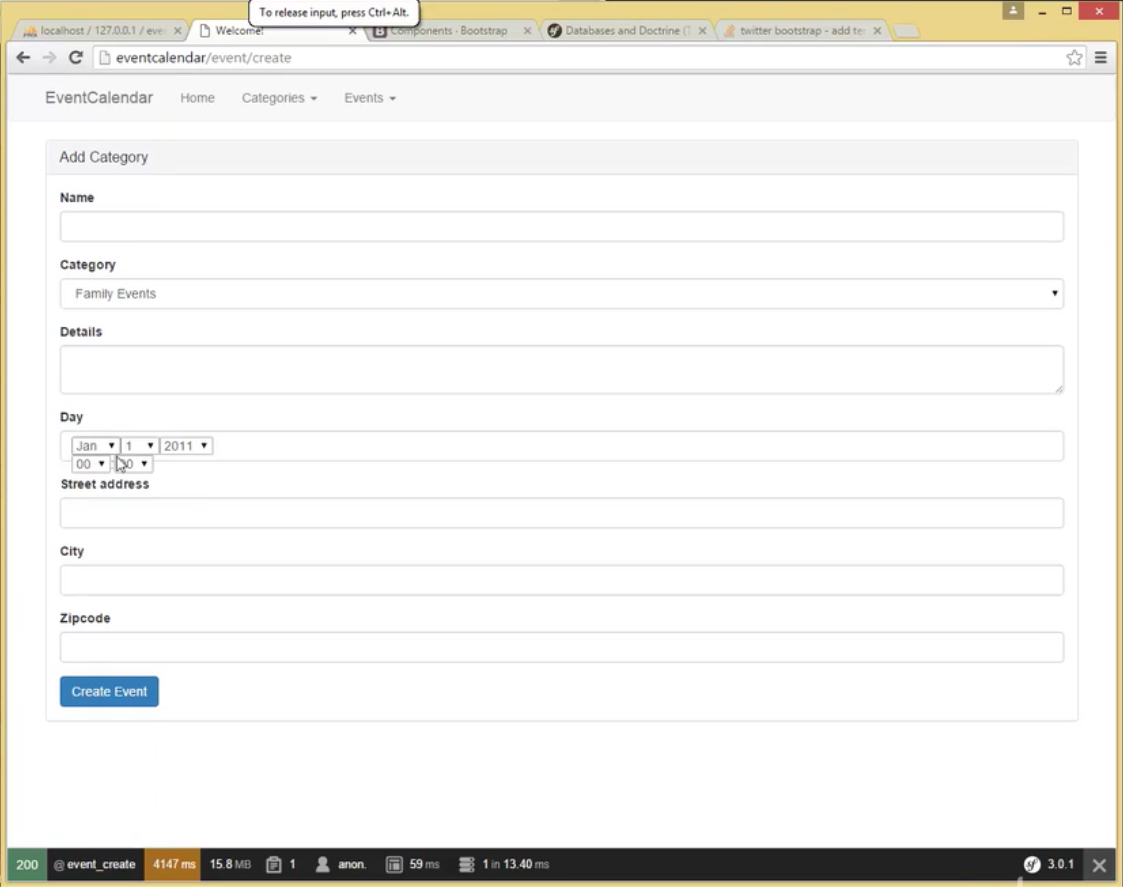 To release input, press Ctrl+Alt.
localhost / 127.0.0.1 / eve
Welcome!
Components · Bootstrap
Databases and Doctrine (T
twitter bootstrap - add te
eventcalendar/event/create
EventCalendar Home Categories Events
Add Category
Name
Category
Family Events
Details
Day
Jan 1 2011
00
Street address
City
Zipcode
Create Event
200 @ event_create 4147 ms 15.8 MB 1 anon. 59 ms 1 in 13.40 ms sf 3.0.1